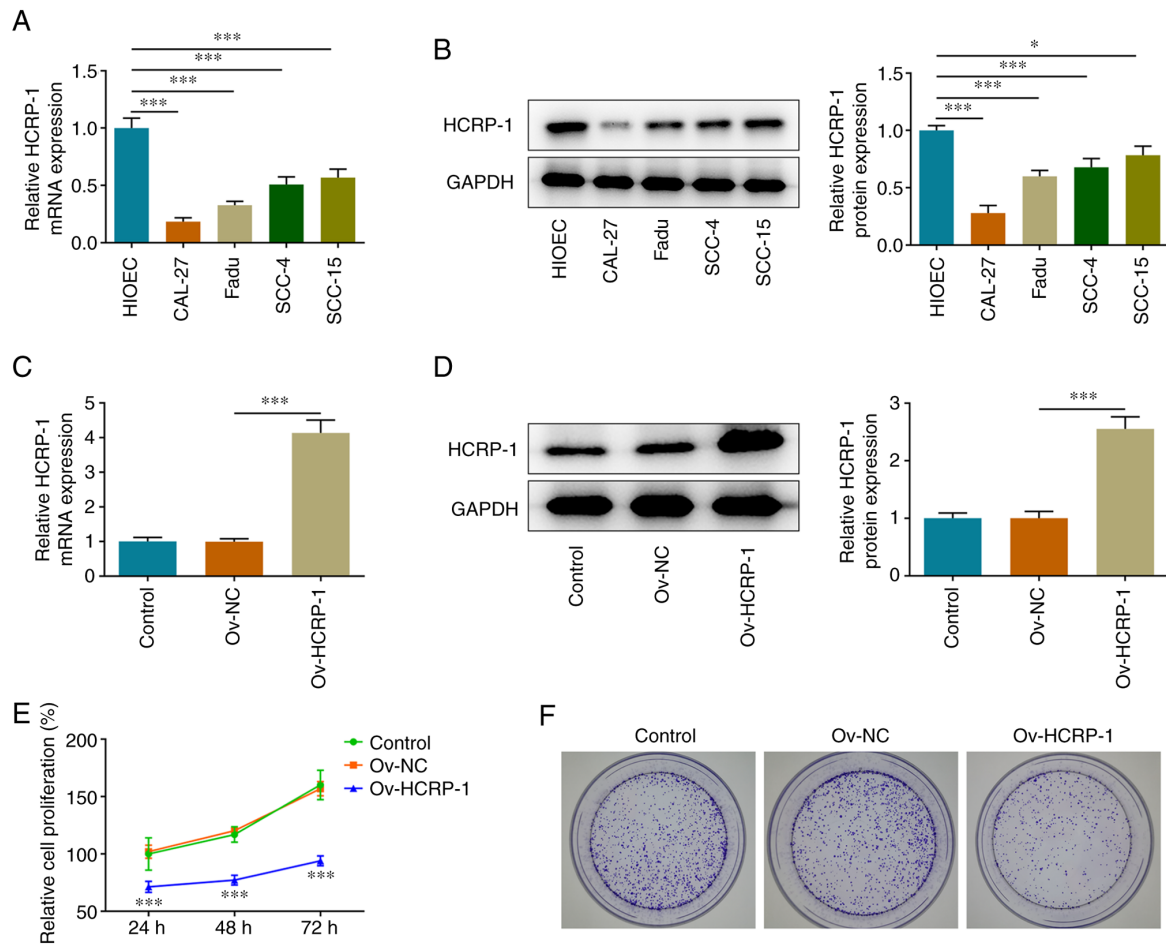 A
Relative HCRP-1
mRNA expression
1.5
1.0
0.5
0.0
***
***
***
***
HIOEC
CAL-27
Fadu
SCC-4
SCC-15
B
HCRP-1
GAPDH
HIOEC
CAL-27
Fadu
SCC-4
SCC-15
Relative HCRP-1
protein expression
1.5
1.0
0.5
0.0
*
***
***
***
HIOEC
CAL-27
Fadu
SCC-4
SCC-15
C
Relative HCRP-1
mRNA expression
5
4
3
2
1
0
***
Control
Ov-NC
Ov-HCRP-1
D
HCRP-1
GAPDH
Control
Ov-NC
Ov-HCRP-1
Relative HCRP-1
protein expression
3
2
1
0
***
Control
Ov-NC
Ov-HCRP-1
E
Relative cell proliferation (%)
200
150
100
50
Control
Ov-NC
Ov-HCRP-1
***
***
***
24 h
48 h
72 h
F
Control
Ov-NC
Ov-HCRP-1